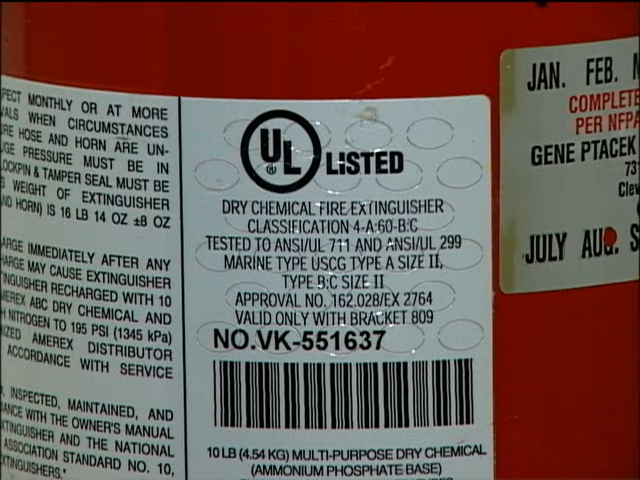 PECT MONTHLY OR AT MORE
VALS WHEN CIRCUMSTANCES
RE HOSE AND HORN ARE UN-
GE PRESSURE MUST BE IN
LOCKPIN & TAMPER SEAL MUST BE
S WEIGHT OF EXTINGUISHER
ND HORN) IS 16 LB 14 OZ ±8 OZ
ARGE IMMEDIATELY AFTER ANY
HARGE MAY CAUSE EXTINGUISHER
TINGUISHER RECHARGED WITH 10
MEREX ABC DRY CHEMICAL AND
H NITROGEN TO 195 PSI (1345 kPa)
IZED AMEREX DISTRIBUTOR
ACCORDANCE WITH SERVICE
, INSPECTED, MAINTAINED, AND
ANCE WITH THE OWNER'S MANUAL
XTINGUISHER AND THE NATIONAL
ASSOCIATION STANDARD NO. 10,
XTINGUISHERS."
UL ® LISTED
DRY CHEMICAL FIRE EXTINGUISHER
CLASSIFICATION 4-A:60-B:C
TESTED TO ANSI/UL 711 AND ANSI/UL 299
MARINE TYPE USCG TYPE A SIZE II,
TYPE B:C SIZE II
APPROVAL NO. 162.028/EX 2764
VALID ONLY WITH BRACKET 809
NO.VK-551637
10 LB (4.54 KG) MULTI-PURPOSE DRY CHEMICAL
(AMMONIUM PHOSPHATE BASE)
JAN. FEB. M
COMPLETE
PER NFPA
GENE PTACEK
73
Cle
JULY AUG. S